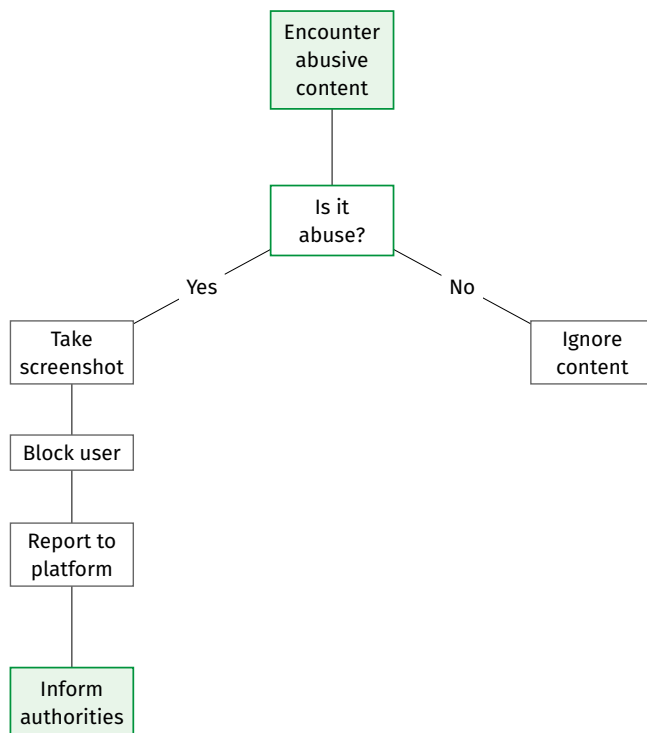 Encounter
abusive
content
Is it
abuse?
Yes
No
Take
screenshot
Ignore
content
Block user
Report to
platform
Inform
authorities